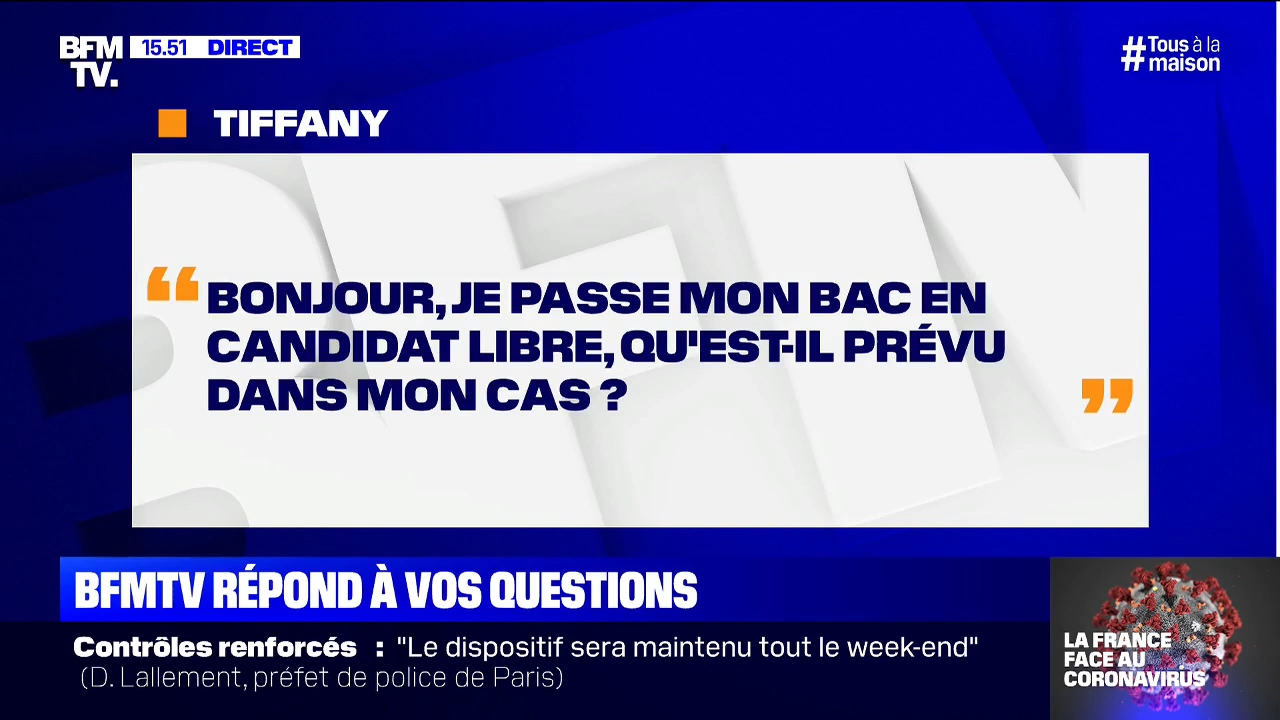 BFM
TV.
15.51 DIRECT
#Tous à la
maison
TIFFANY
“BONJOUR, JE PASSE MON BAC EN
CANDIDAT LIBRE, QU'EST-IL PRÉVU
DANS MON CAS ?”
BFMTV RÉPOND À VOS QUESTIONS
Contrôles renforcés : "Le dispositif sera maintenu tout le week-end"
(D. Lallement, préfet de police de Paris)
LA FRANCE
FACE AU
CORONAVIRUS